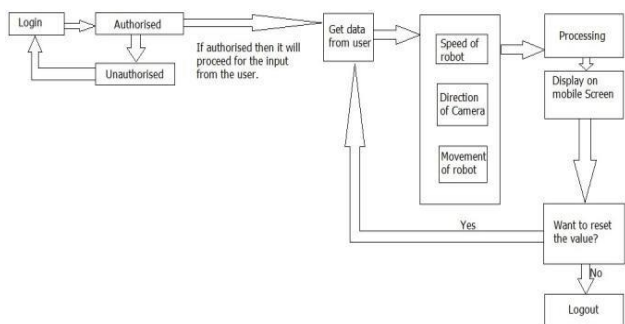 Login
Authorised
Unauthorised
If authorised then it will
proceed for the input
from the user.
Get data
from user
Speed of
robot
Direction
of Camera
Movement
of robot
Processing
Display on
mobile Screen
Want to reset
the value?
Yes
No
Logout